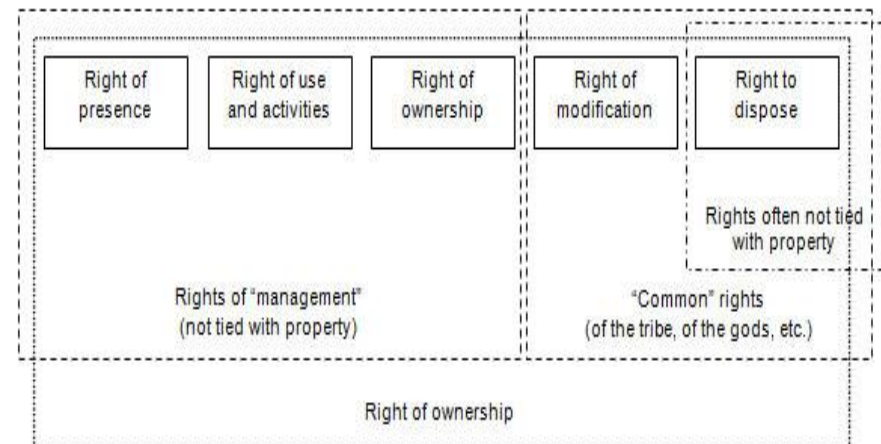 Right of
presence
Right of use
and activities
Right of
ownership
Right of
modification
Right to
dispose
Rights often not tied
with property
Rights of “management”
(not tied with property)
“Common” rights
(of the tribe, of the gods, etc.)
Right of ownership